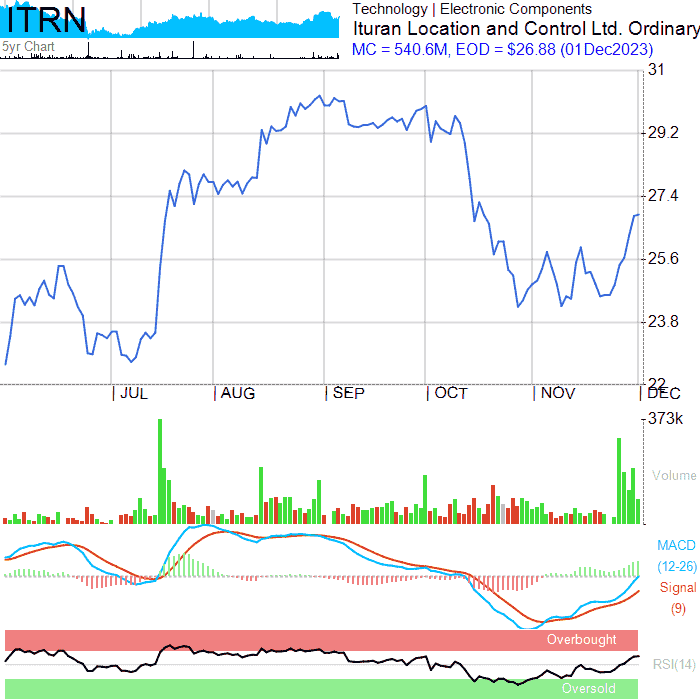 ITRN
Technology | Electronic Components
Ituran Location and Control Ltd. Ordinary
5yr Chart
MC = 540.6M, EOD = $26.88 (01Dec2023)
31
29.2
27.4
25.6
23.8
22
JUL AUG SEP OCT NOV DEC
373k
Volume
MACD
(12-26)
Signal
(9)
Overbought
RSI(14)
Oversold